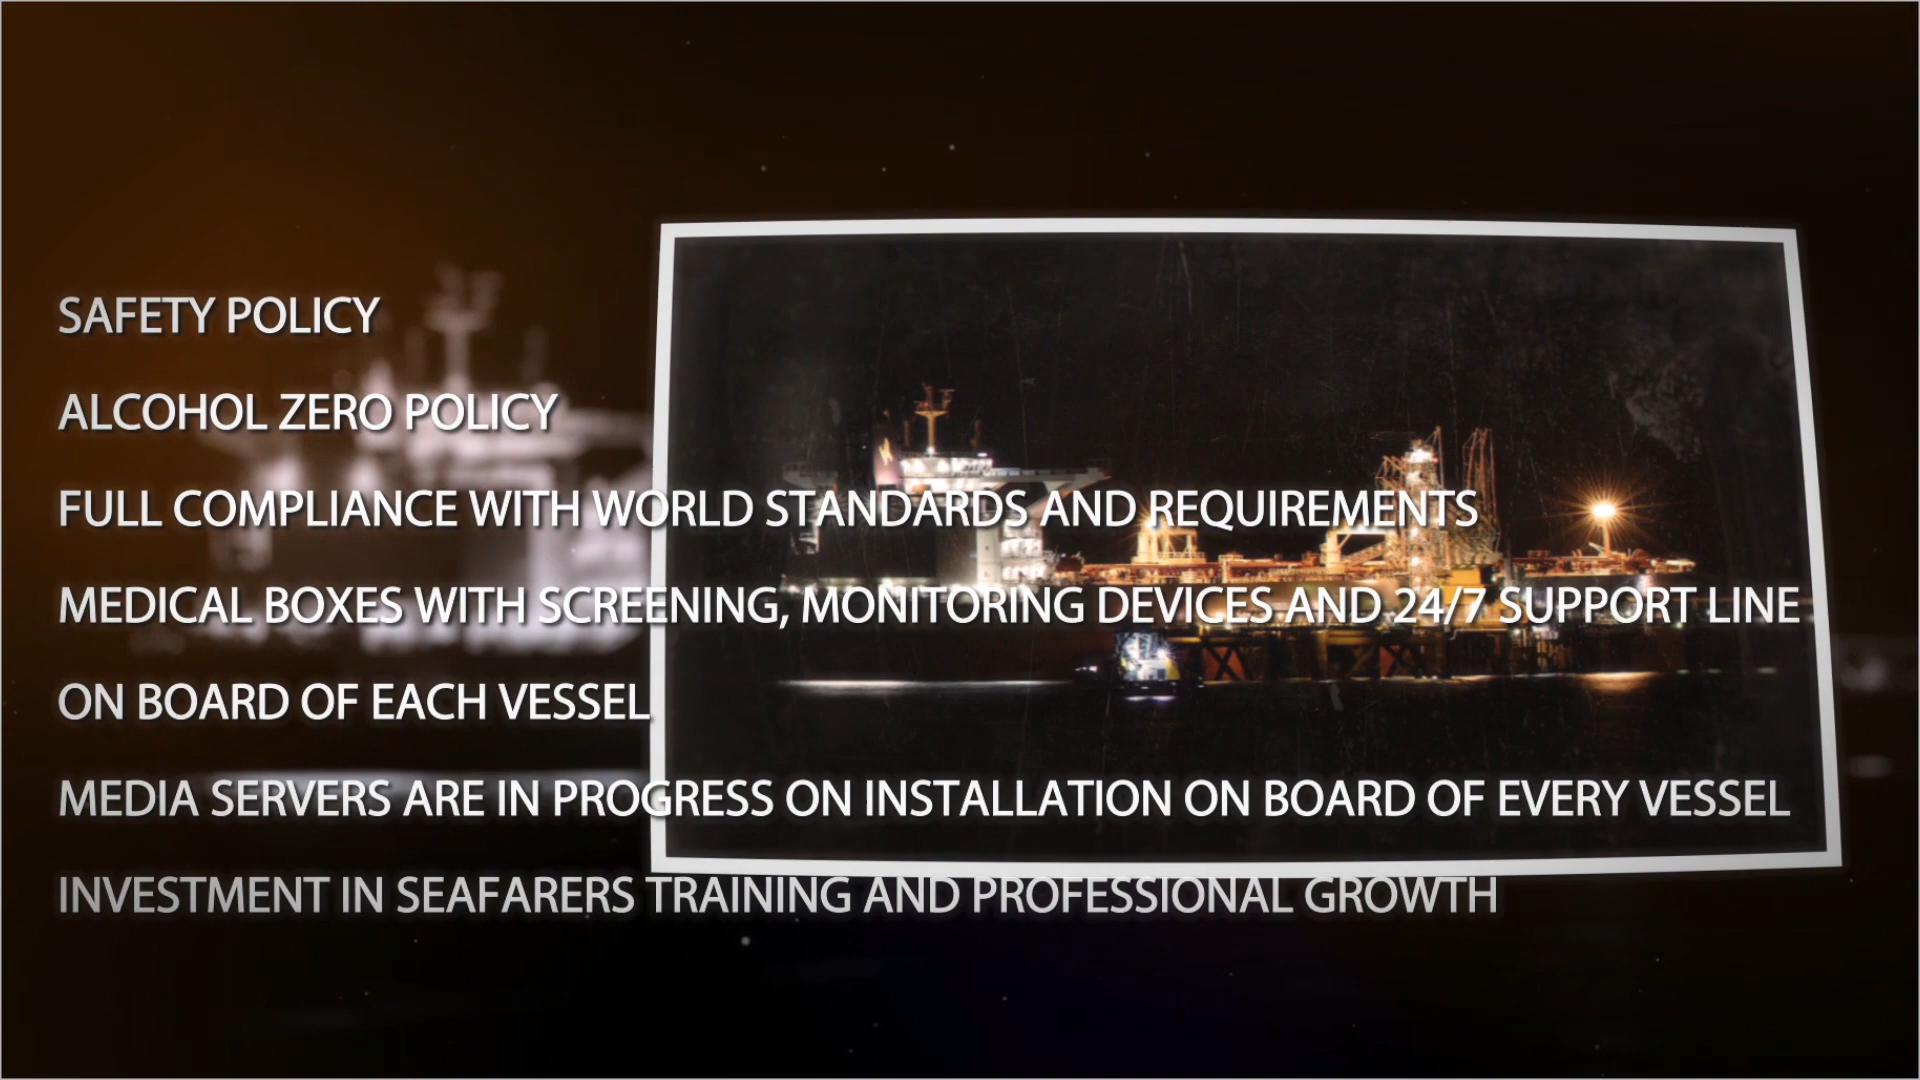 SAFETY POLICY
ALCOHOL ZERO POLICY
FULL COMPLIANCE WITH WORLD STANDARDS AND REQUIREMENTS
MEDICAL BOXES WITH SCREENING, MONITORING DEVICES AND 24/7 SUPPORT LINE
ON BOARD OF EACH VESSEL
MEDIA SERVERS ARE IN PROGRESS ON INSTALLATION ON BOARD OF EVERY VESSEL
INVESTMENT IN SEAFARERS TRAINING AND PROFESSIONAL GROWTH